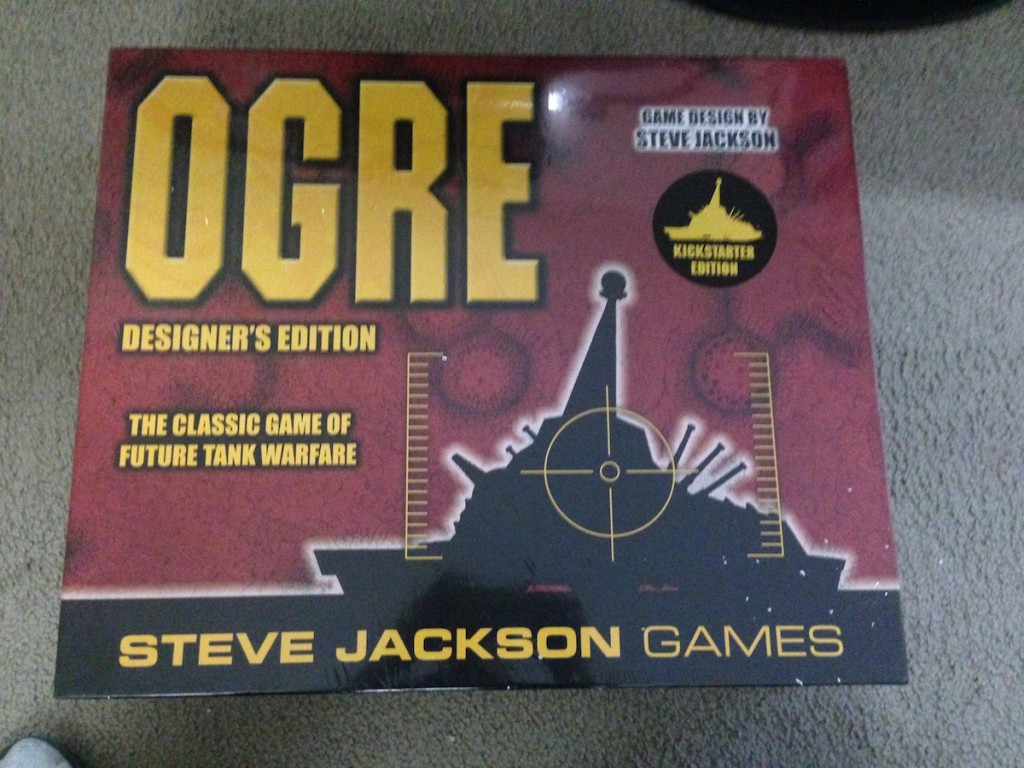 OGRE
GAME DESIGN BY
STEVE JACKSON
KICKSTARTER
EDITION
DESIGNER'S EDITION
THE CLASSIC GAME OF
FUTURE TANK WARFARE
STEVE JACKSON GAMES